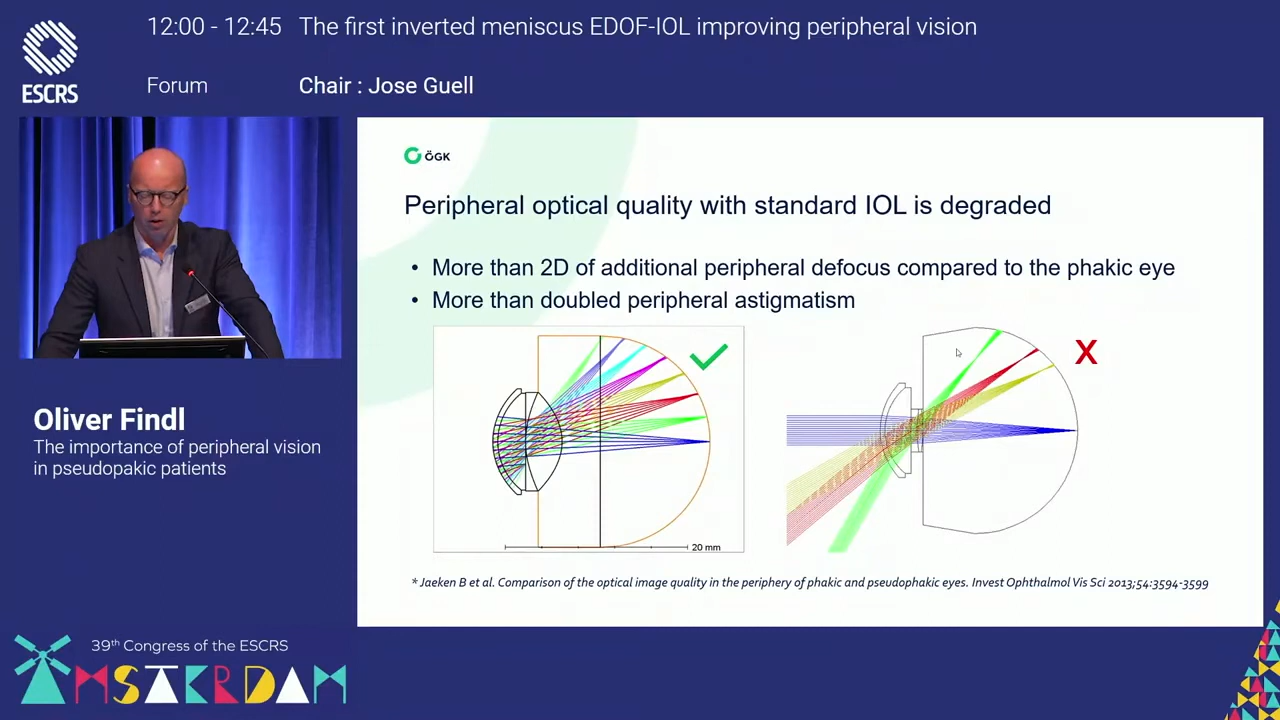 12:00 - 12:45 The first inverted meniscus EDOF-IOL improving peripheral vision
ESCRS
Forum Chair : Jose Guell
ÖGK
Peripheral optical quality with standard IOL is degraded
• More than 2D of additional peripheral defocus compared to the phakic eye
• More than doubled peripheral astigmatism
X
20 mm
* Jaeken B et al. Comparison of the optical image quality in the periphery of phakic and pseudophakic eyes. Invest Ophthalmol Vis Sci 2013;54:3594-3599
Oliver Findl
The importance of peripheral vision
in pseudopakic patients
39th Congress of the ESCRS
AMSTERDAM